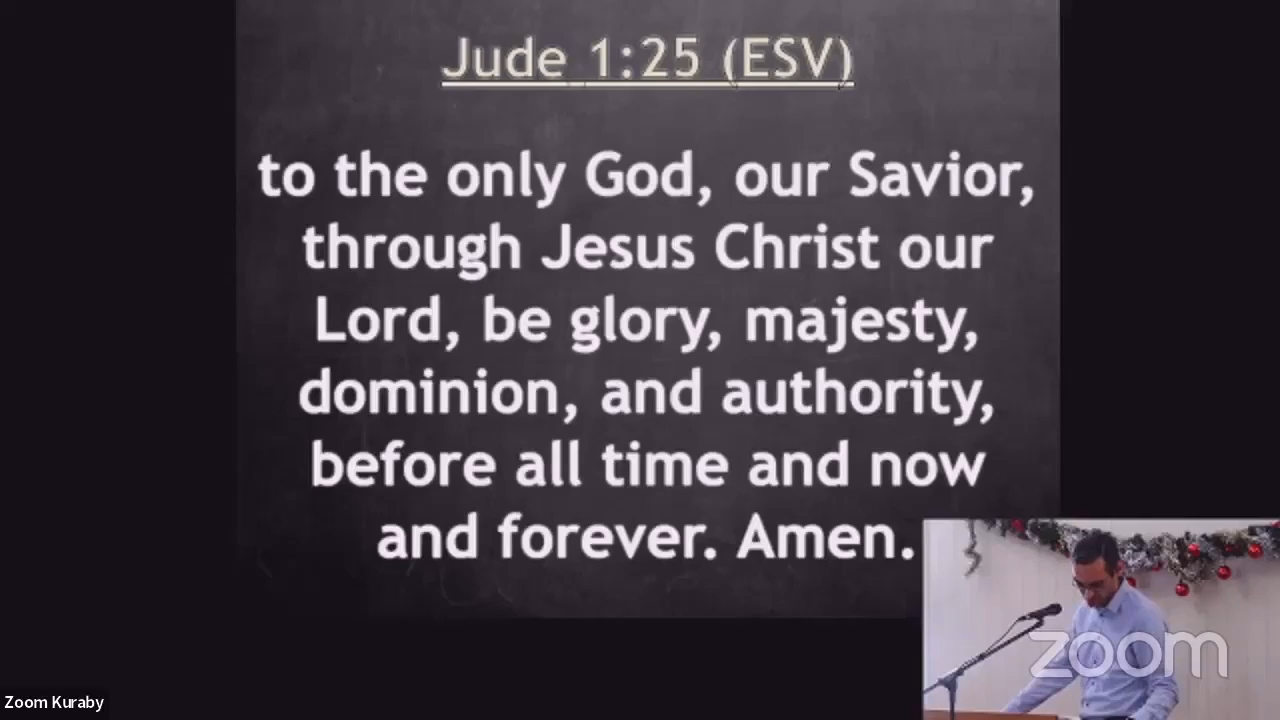 Jude 1:25 (ESV)
to the only God, our Savior,
through Jesus Christ our
Lord, be glory, majesty,
dominion, and authority,
before all time and now
and forever. Amen.
zoom
Zoom Kuraby